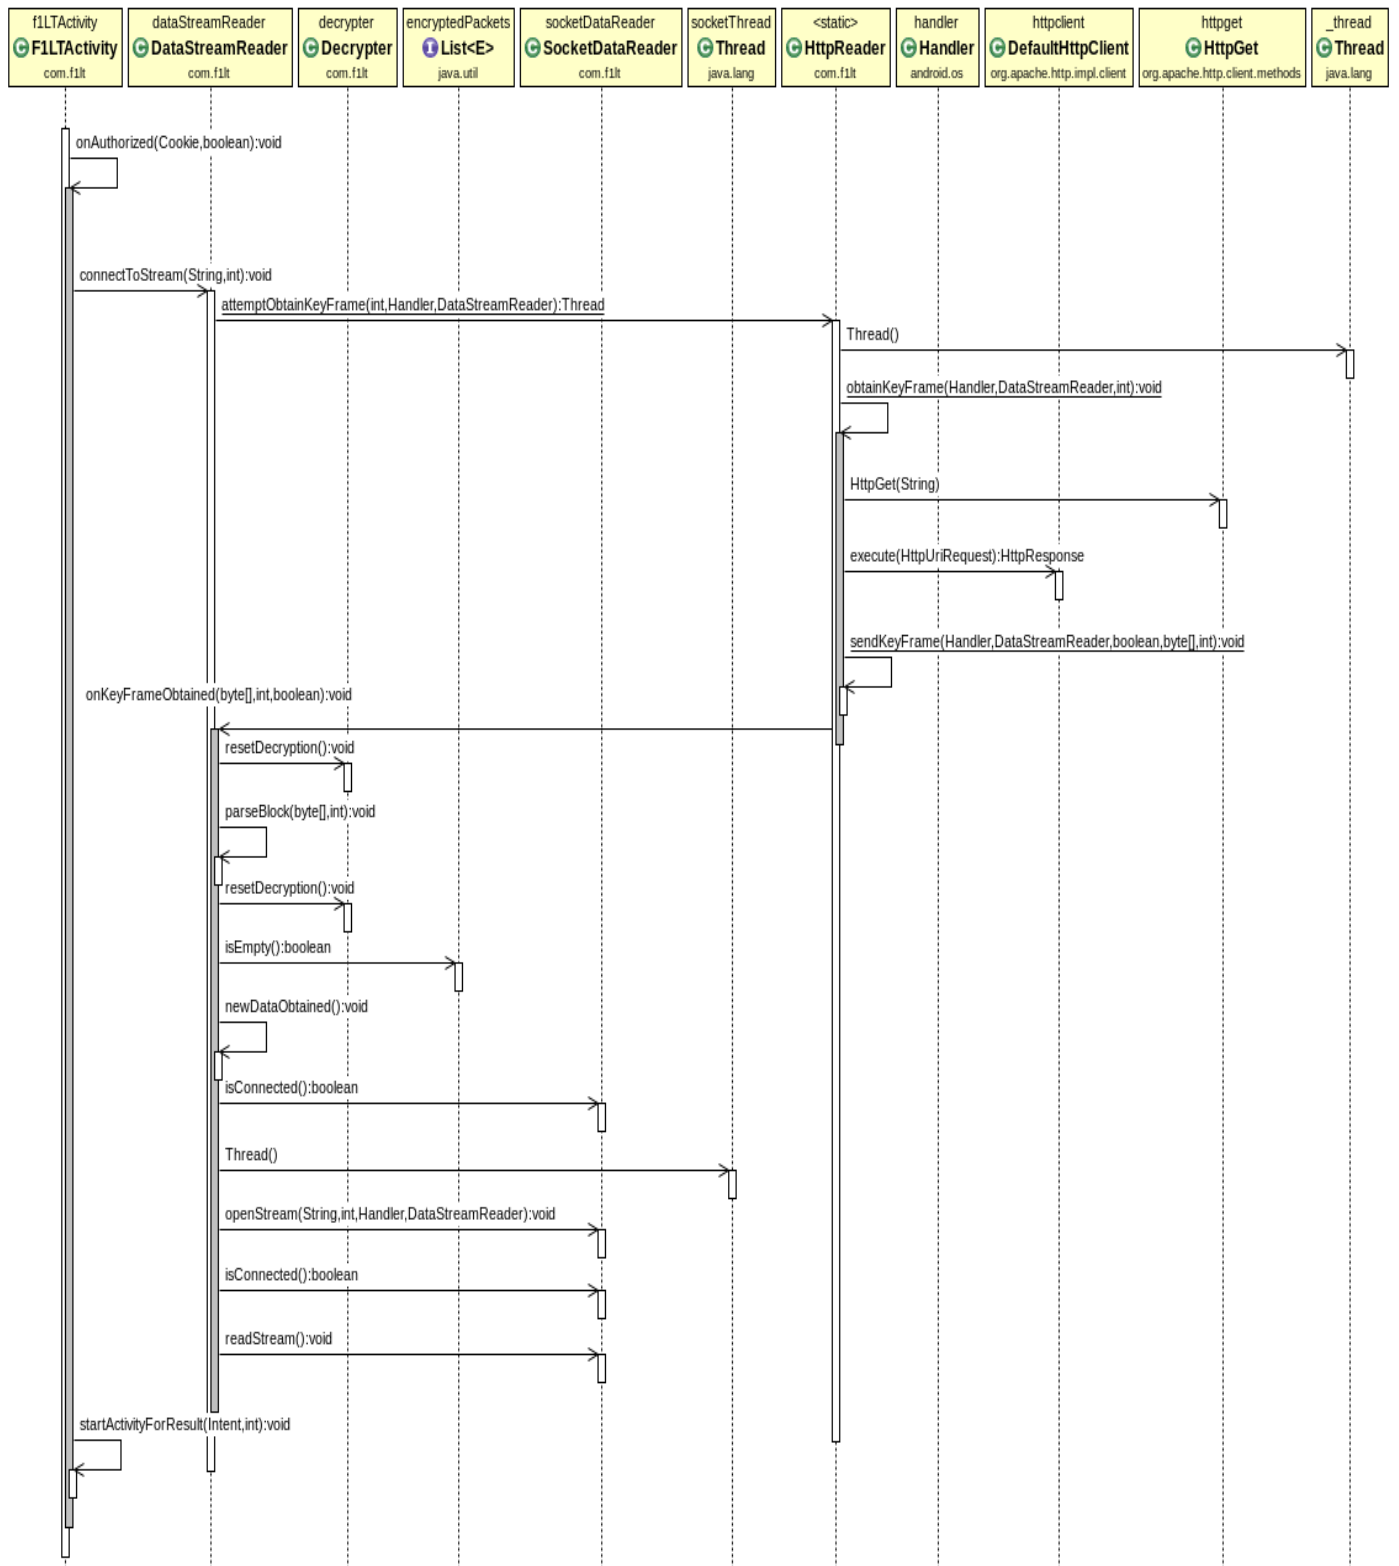 f1LTActivity dataStreamReader decrypter encryptedPackets socketDataReader socketThread <static> handler httpclient httpget _thread
C F1LTActivity C DataStreamReader C Decrypter I List<E> C SocketDataReader C Thread C HttpReader C Handler C DefaultHttpClient C HttpGet C Thread
com.f1lt com.f1lt com.f1lt java.util com.f1lt java.lang com.f1lt android.os org.apache.http.impl.client org.apache.http.client.methods java.lang
onAuthorized(Cookie,boolean):void
connectToStream(String,int):void
attemptObtainKeyFrame(int,Handler,DataStreamReader):Thread
Thread()
obtainKeyFrame(Handler,DataStreamReader,int):void
HttpGet(String)
execute(HttpUriRequest):HttpResponse
sendKeyFrame(Handler,DataStreamReader,boolean,byte[],int):void
onKeyFrameObtained(byte[],int,boolean):void
resetDecryption():void
parseBlock(byte[],int):void
resetDecryption():void
isEmpty():boolean
newDataObtained():void
isConnected():boolean
Thread()
openStream(String,int,Handler,DataStreamReader):void
isConnected():boolean
readStream():void
startActivityForResult(Intent,int):void